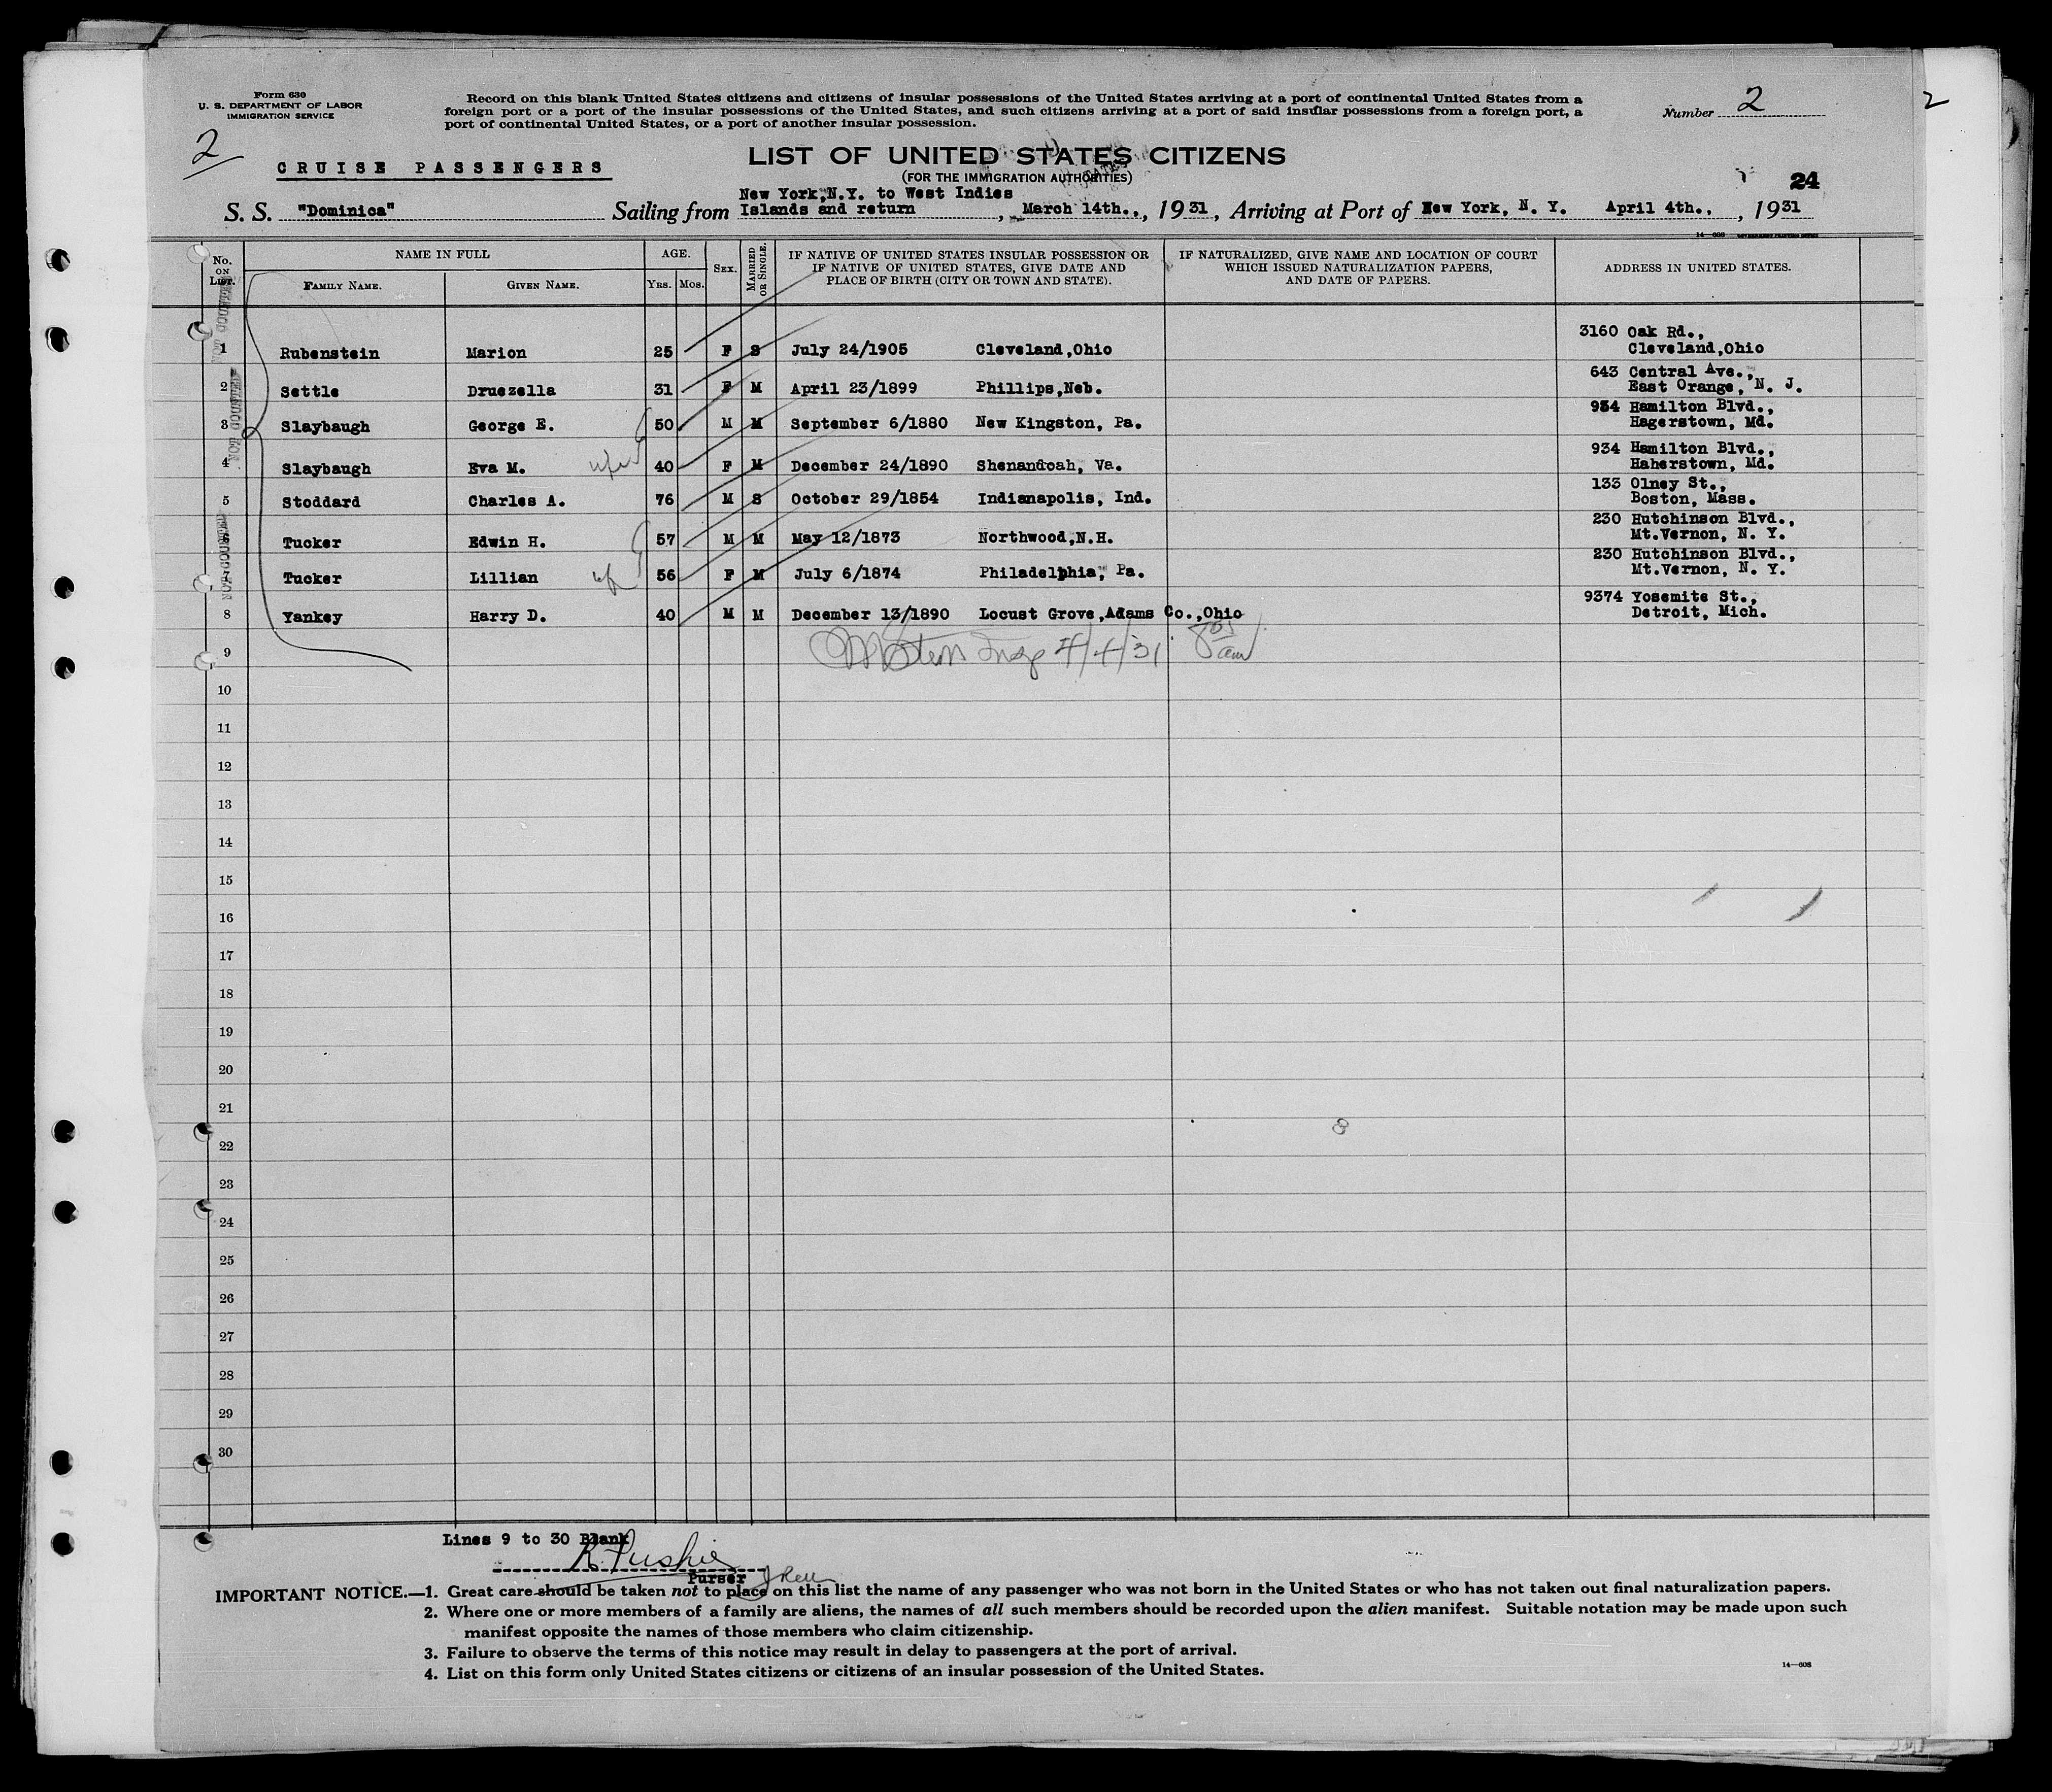 Form 630
U. S. DEPARTMENT OF LABOR
IMMIGRATION SERVICE
Record on this blank United States citizens and citizens of insular possessions of the United States arriving at a port of continental United States from a
foreign port or a port of the insular possessions of the United States, and such citizens arriving at a port of said insular possessions from a foreign port, a
port of continental United States, or a port of another insular possession.
Number 2
2
2
CRUISE PASSENGERS
LIST OF UNITED STATES CITIZENS
(FOR THE IMMIGRATION AUTHORITIES)
24
New York,N.Y. to West Indies
S. S. "Dominica" Sailing from Islands and return, March 14th., 1931, Arriving at Port of New York, N. Y. April 4th., 1931
No. ON LIST. NAME IN FULL AGE. SEX. MARRIED OR SINGLE. IF NATIVE OF UNITED STATES INSULAR POSSESSION OR IF NATIVE OF UNITED STATES, GIVE DATE AND PLACE OF BIRTH (CITY OR TOWN AND STATE). IF NATURALIZED, GIVE NAME AND LOCATION OF COURT WHICH ISSUED NATURALIZATION PAPERS, AND DATE OF PAPERS. ADDRESS IN UNITED STATES.
FAMILY NAME. GIVEN NAME. YRS. MOS.
1 Rubenstein Marion 25 F S July 24/1905 Cleveland,Ohio 3160 Oak Rd.,
Cleveland,Ohio
2 Settle Druezella 31 F M April 23/1899 Phillips,Neb. 643 Central Ave.,
East Orange, N. J.
3 Slaybaugh George E. 50 M M September 6/1880 New Kingston, Pa. 934 Hamilton Blvd.,
Hagerstown, Md.
4 Slaybaugh Eva M. wife 40 F M December 24/1890 Shenandoah, Va. 934 Hamilton Blvd.,
Haherstown, Md.
5 Stoddard Charles A. 76 M S October 29/1854 Indianapolis, Ind. 133 Olney St.,
Boston, Mass.
6 Tucker Edwin H. 57 M M May 12/1873 Northwood,N.H. 230 Hutchinson Blvd.,
Mt.Vernon, N. Y.
7 Tucker Lillian 56 F M July 6/1874 Philadelphia, Pa. 230 Hutchinson Blvd.,
Mt.Vernon, N. Y.
8 Yankey Harry D. 40 M M December 13/1890 Locust Grove,Adams Co.,Ohio 9374 Yosemite St.,
Detroit, Mich.
9 4/4/31 am
10
11
12
13
14
15
16
17
18
19
20
21
22
23
24
25
26
27
28
29
30
8
Lines 9 to 30 Blank
Purser
IMPORTANT NOTICE.—1. Great care should be taken not to place on this list the name of any passenger who was not born in the United States or who has not taken out final naturalization papers.
2. Where one or more members of a family are aliens, the names of all such members should be recorded upon the alien manifest. Suitable notation may be made upon such
manifest opposite the names of those members who claim citizenship.
3. Failure to observe the terms of this notice may result in delay to passengers at the port of arrival.
4. List on this form only United States citizens or citizens of an insular possession of the United States.
14—608